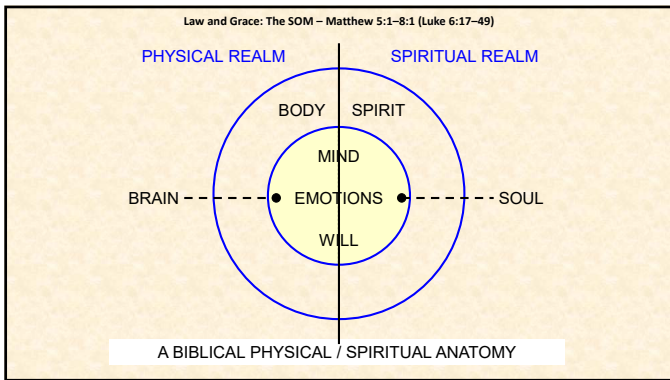 Law and Grace: The SOM – Matthew 5:1–8:1 (Luke 6:17–49)
PHYSICAL REALM SPIRITUAL REALM
BODY SPIRIT
MIND
BRAIN EMOTIONS SOUL
WILL
A BIBLICAL PHYSICAL / SPIRITUAL ANATOMY